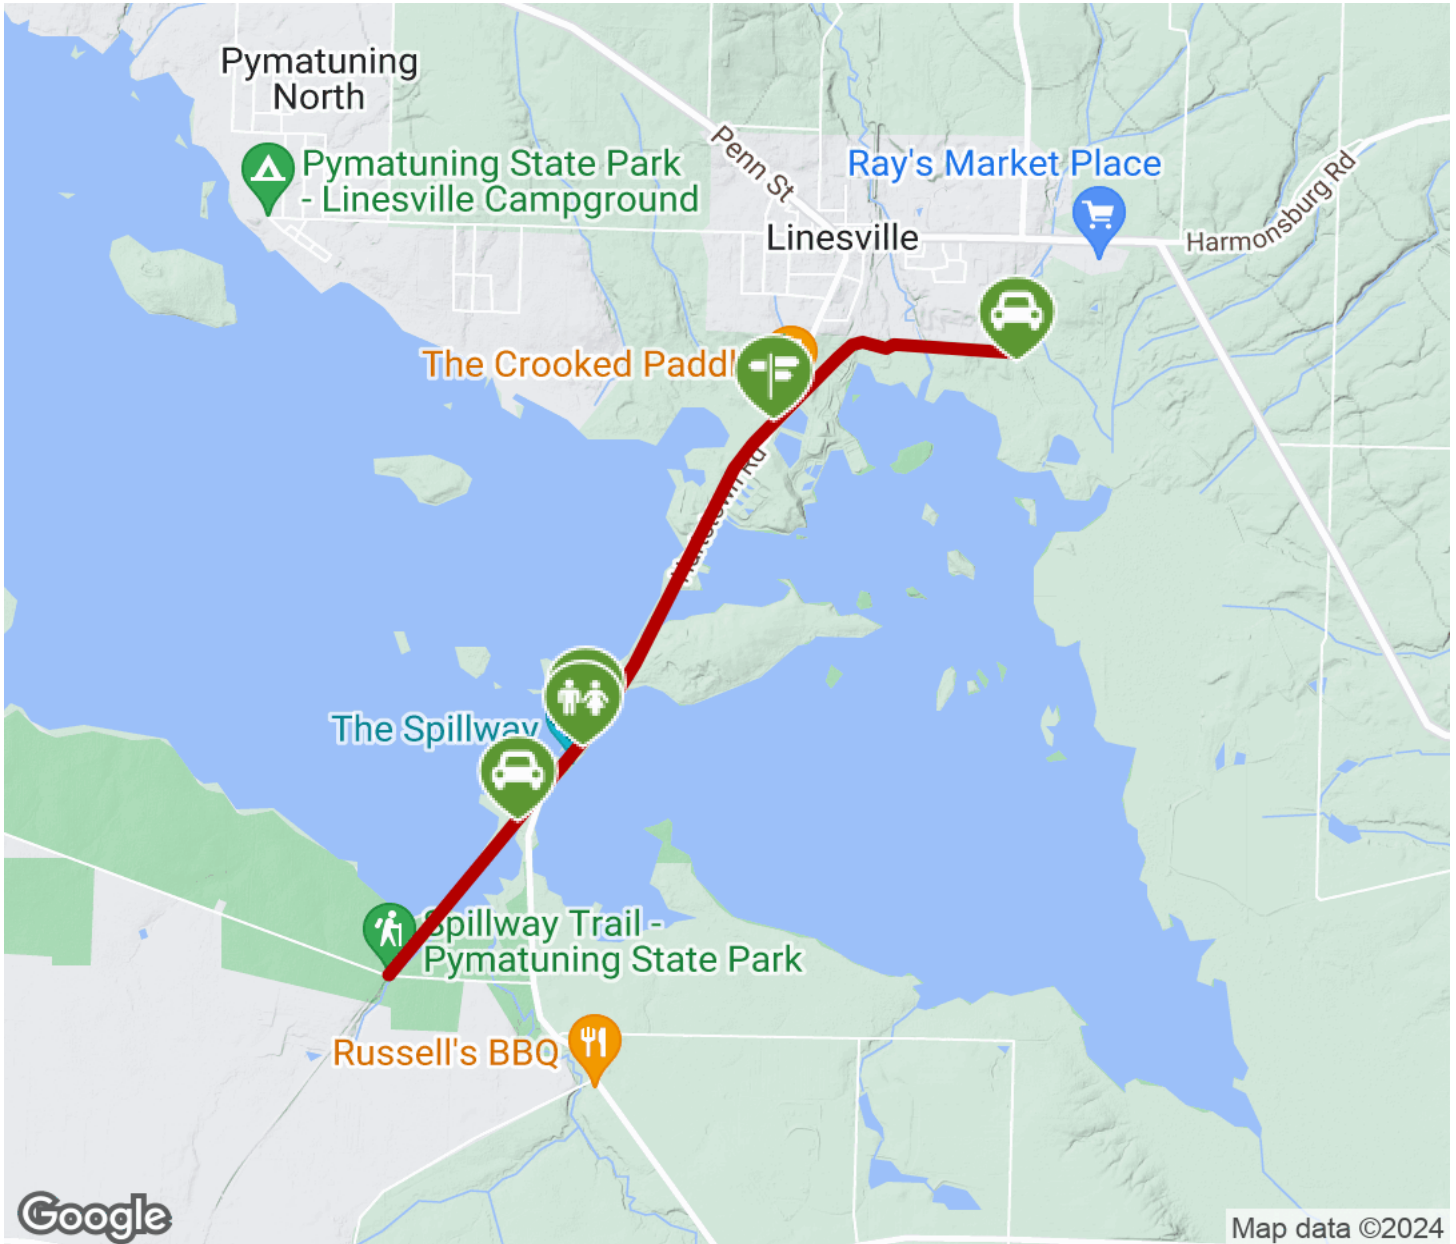 Pymatuning
North
Pymatuning State Park
- Linesville Campground
Penn St
Ray's Market Place
Harmonsburg Rd
Linesville
The Crooked Paddl
Rd
The Spillway
Spillway Trail -
Pymatuning State Park
Russell's BBQ
Google
Map data ©2024